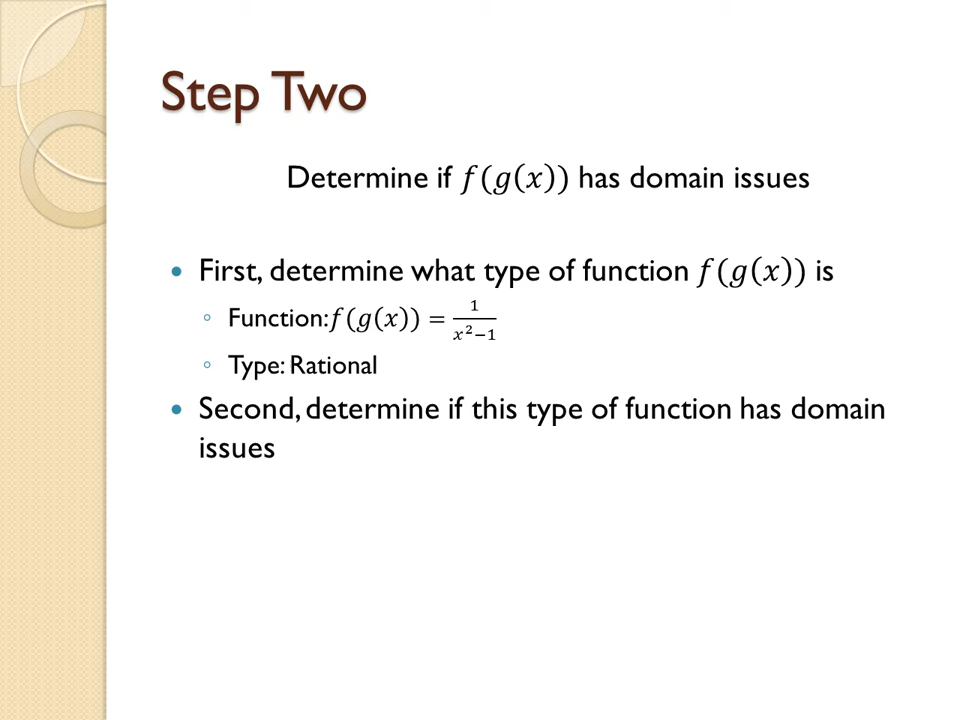 Step Two
Determine if 𝑓(𝑔(𝑥)) has domain issues
• First, determine what type of function 𝑓(𝑔(𝑥)) is
◦ Function:𝑓(𝑔(𝑥)) = 1/(𝑥²−1)
◦ Type: Rational
• Second, determine if this type of function has domain
issues